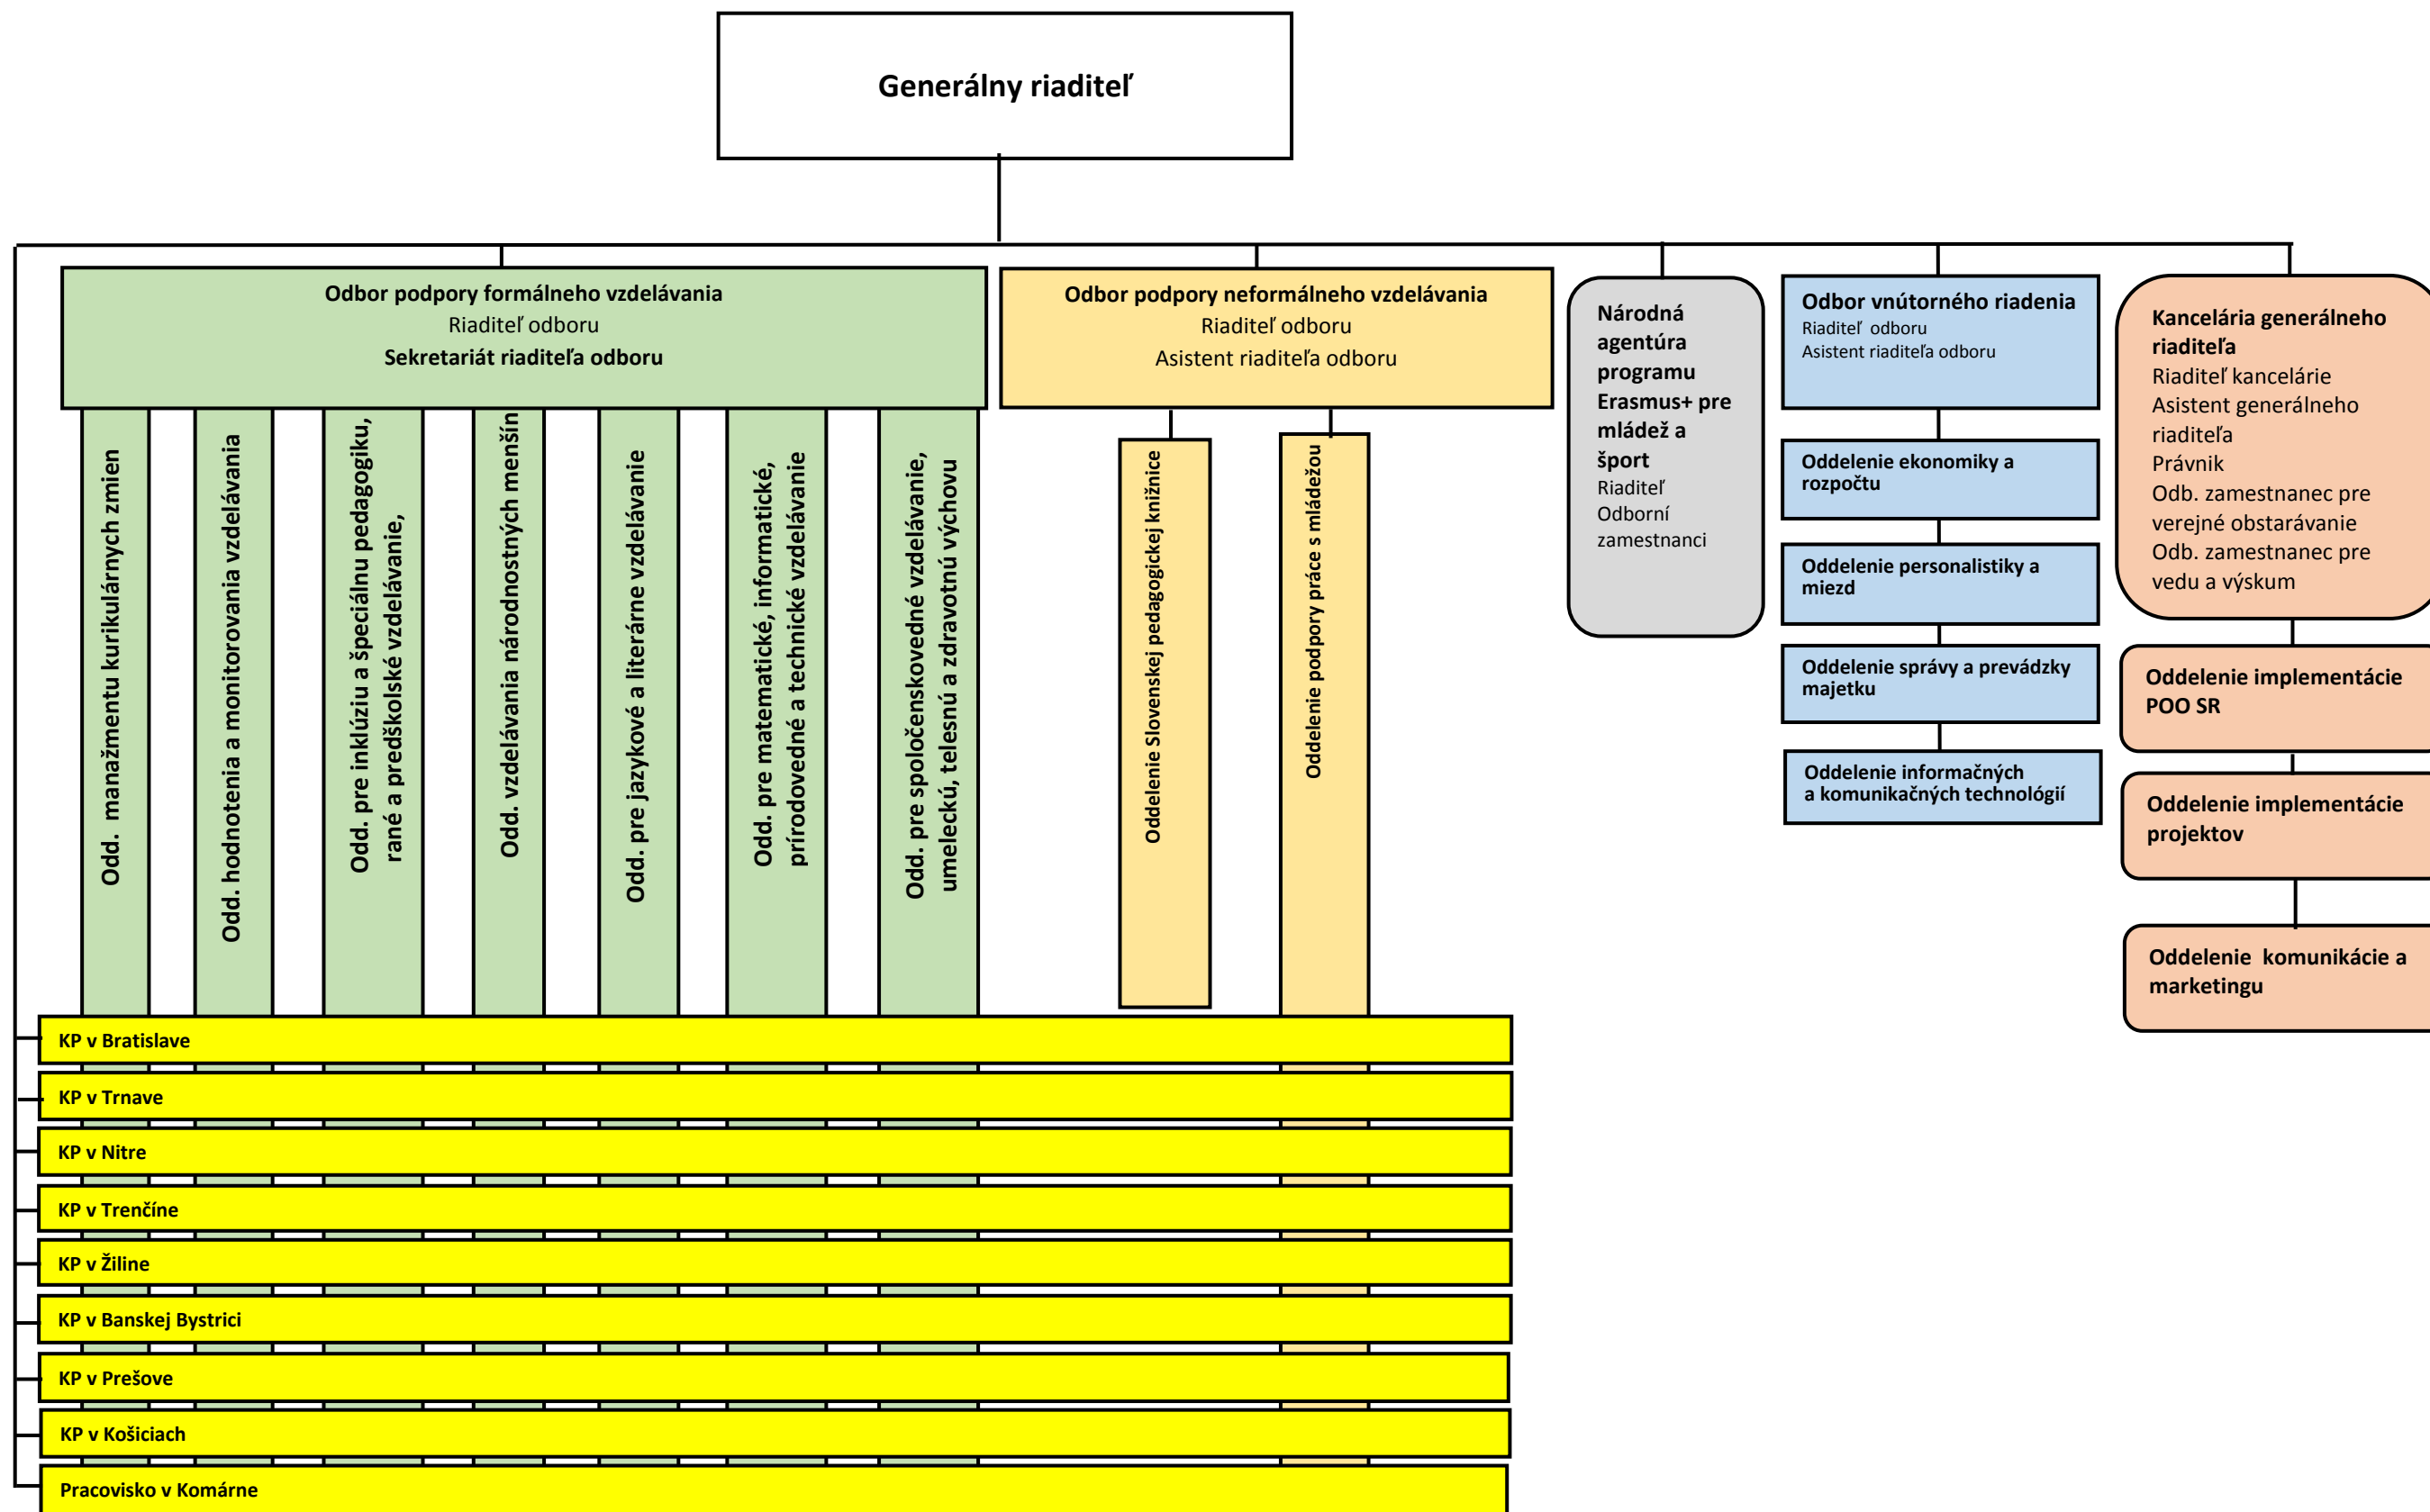 Generálny riaditeľ
Odbor podpory formálneho vzdelávania
Riaditeľ odboru
Sekretariát riaditeľa odboru
Odbor podpory neformálneho vzdelávania
Riaditeľ odboru
Asistent riaditeľa odboru
Národná
agentúra
programu
Erasmus+ pre
mládež a
šport
Riaditeľ
Odborní
zamestnanci
Odbor vnútorného riadenia
Riaditeľ odboru
Asistent riaditeľa odboru
Kancelária generálneho
riaditeľa
Riaditeľ kancelárie
Asistent generálneho
riaditeľa
Právnik
Odb. zamestnanec pre
verejné obstarávanie
Odb. zamestnanec pre
vedu a výskum
Odd. manažmentu kurikulárnych zmien
Odd. hodnotenia a monitorovania vzdelávania
Odd. pre inklúziu a špeciálnu pedagogiku,
rané a predškolské vzdelávanie,
Odd. vzdelávania národnostných menšín
Odd. pre jazykové a literárne vzdelávanie
Odd. pre matematické, informatické,
prírodovedné a technické vzdelávanie
Odd. pre spoločenskovedné vzdelávanie,
umeleckú, telesnú a zdravotnú výchovu
Oddelenie Slovenskej pedagogickej knižnice
Oddelenie podpory práce s mládežou
Oddelenie ekonomiky a
rozpočtu
Oddelenie personalistiky a
miezd
Oddelenie správy a prevádzky
majetku
Oddelenie informačných
a komunikačných technológií
Oddelenie implementácie
POO SR
Oddelenie implementácie
projektov
Oddelenie komunikácie a
marketingu
KP v Bratislave
KP v Trnave
KP v Nitre
KP v Trenčíne
KP v Žiline
KP v Banskej Bystrici
KP v Prešove
KP v Košiciach
Pracovisko v Komárne